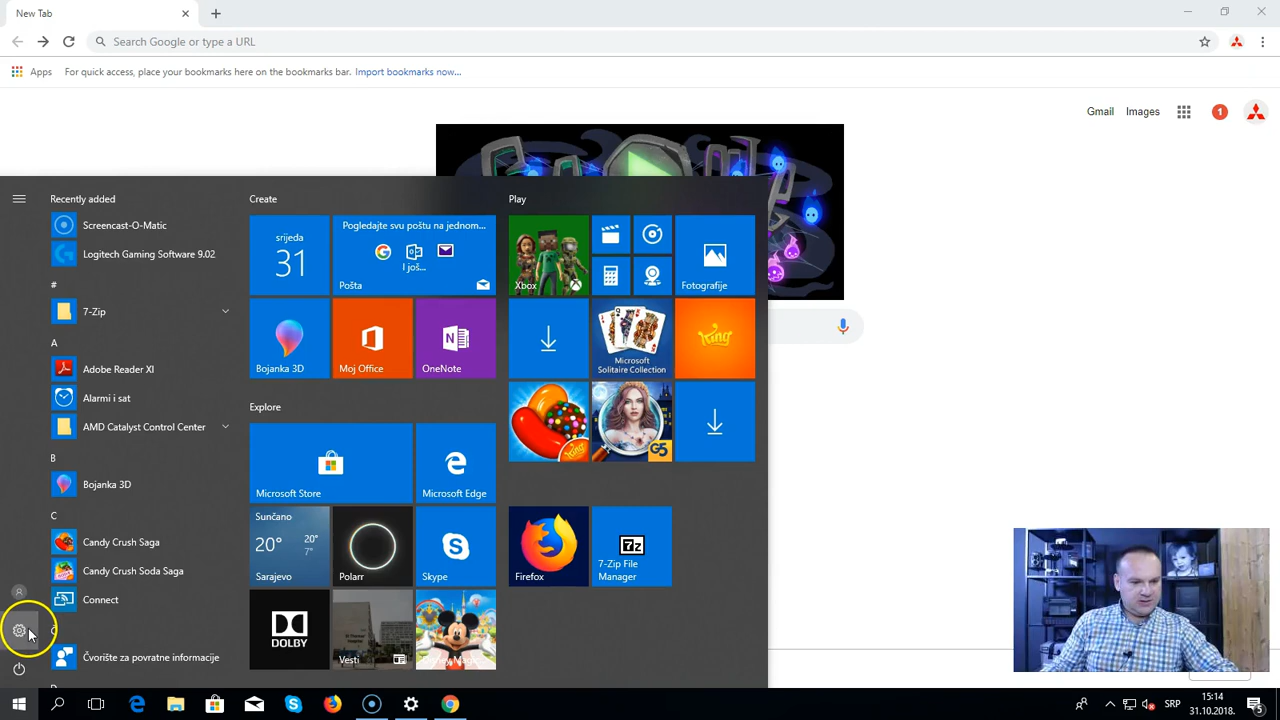 New Tab
Search Google or type a URL
Apps
For quick access, place your bookmarks here on the bookmarks bar. Import bookmarks now...
Gmail
Images
1
Recently added
Screencast-O-Matic
Logitech Gaming Software 9.02
#
7-Zip
A
Adobe Reader XI
Alarmi i sat
AMD Catalyst Control Center
B
Bojanka 3D
C
Candy Crush Saga
Candy Crush Soda Saga
Connect
Čvorište za povratne informacije
Create
srijeda
31
Pogledajte svu poštu na jednom...
I još...
Pošta
Bojanka 3D
Moj Office
OneNote
Explore
Microsoft Store
Microsoft Edge
Sunčano
20°
20°
7°
Sarajevo
Polarr
Skype
DOLBY
Vesti
Play
Xbox
Fotografije
Microsoft
Solitaire Collection
King
King
G5
Firefox
7z
7-Zip File
Manager
SRP
15:14
31.10.2018.
5